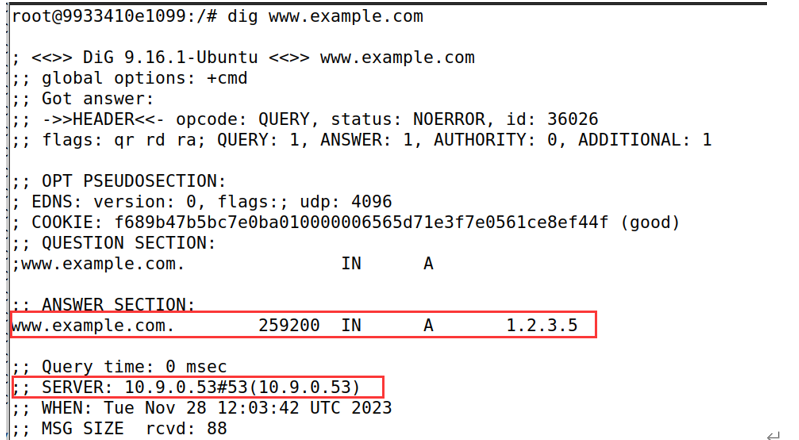 root@9933410e1099:/# dig www.example.com
; <<>> DiG 9.16.1-Ubuntu <<>> www.example.com
;; global options: +cmd
;; Got answer:
;; ->>HEADER<<- opcode: QUERY, status: NOERROR, id: 36026
;; flags: qr rd ra; QUERY: 1, ANSWER: 1, AUTHORITY: 0, ADDITIONAL: 1
;; OPT PSEUDOSECTION:
; EDNS: version: 0, flags:; udp: 4096
; COOKIE: f689b47b5bc7e0ba010000006565d71e3f7e0561ce8ef44f (good)
;; QUESTION SECTION:
;www.example.com. IN A
;; ANSWER SECTION:
www.example.com. 259200 IN A 1.2.3.5
;; Query time: 0 msec
;; SERVER: 10.9.0.53#53(10.9.0.53)
;; WHEN: Tue Nov 28 12:03:42 UTC 2023
;; MSG SIZE rcvd: 88